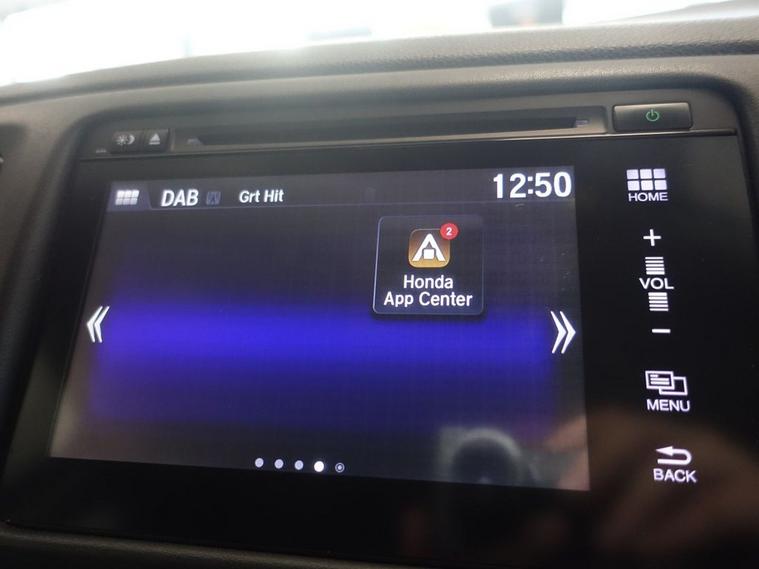 DAB Grt Hit 12:50
2
Honda
App Center
HOME
+
VOL
−
MENU
BACK